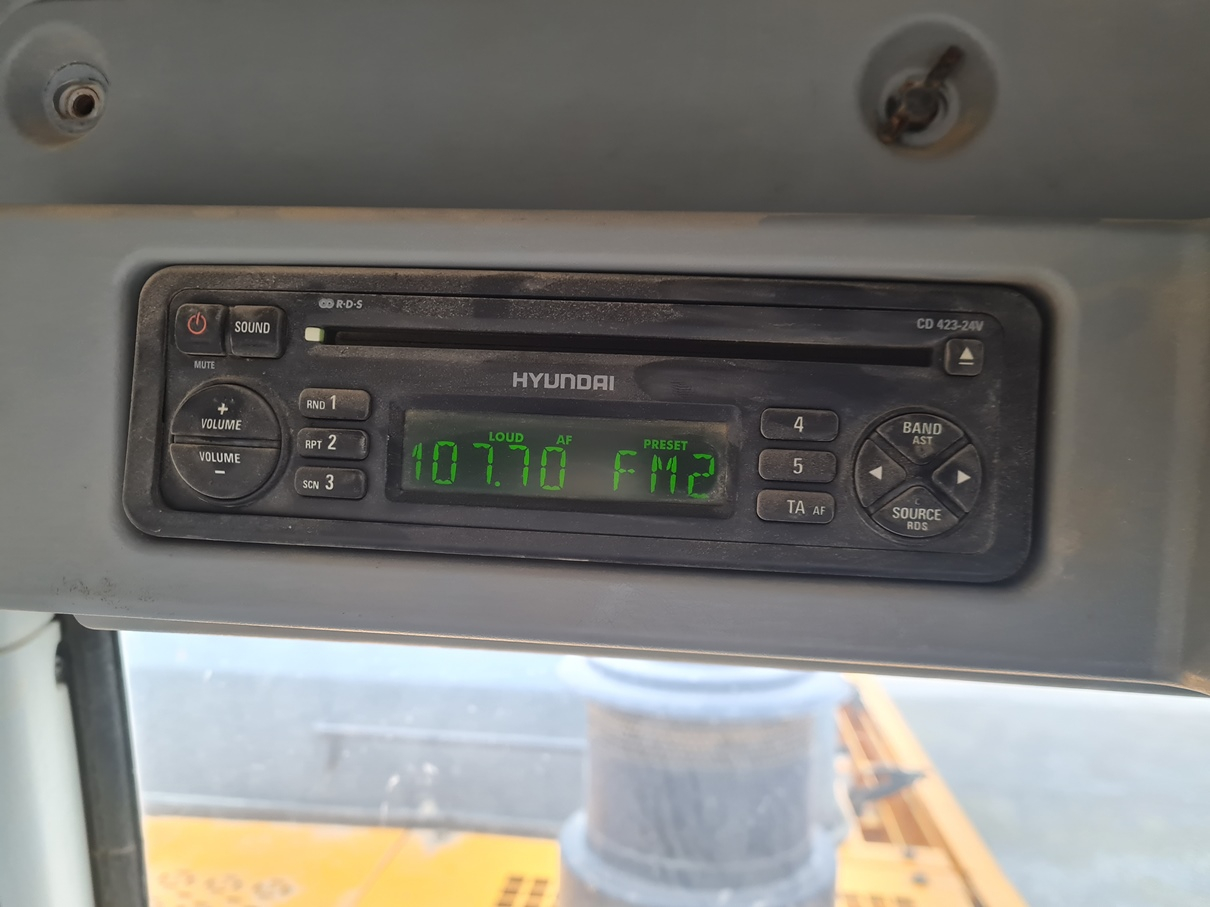 R·D·S
CD 423-24V
SOUND
MUTE
HYUNDAI
+
VOLUME
VOLUME
−
RND 1
RPT 2
SCN 3
LOUD AF PRESET
107.70 FM2
4
5
TA AF
BAND
AST
SOURCE
RDS